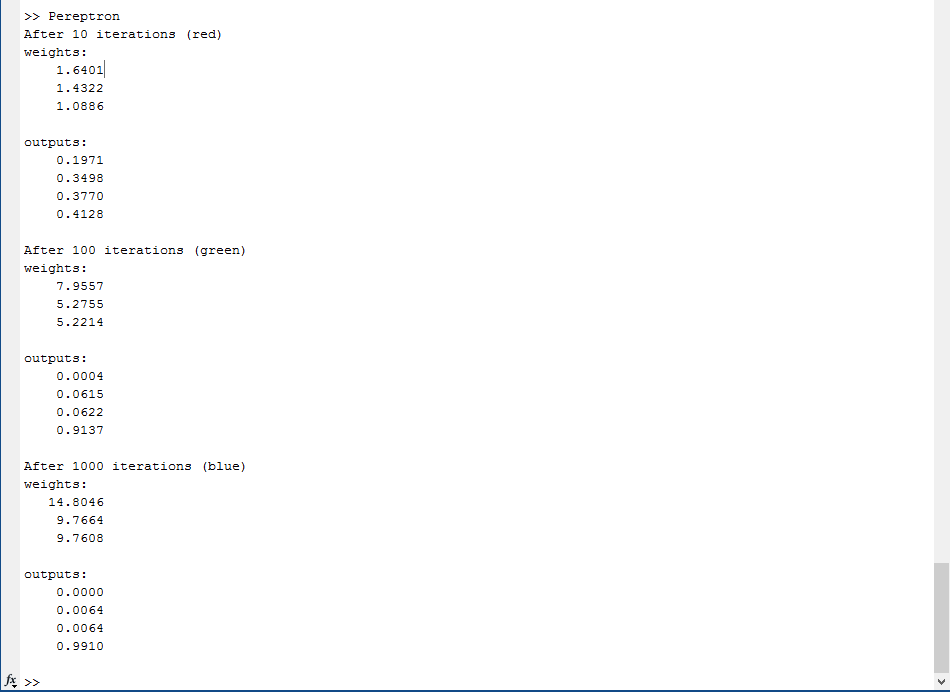 >> Pereptron
After 10 iterations (red)
weights:
1.6401
1.4322
1.0886
outputs:
0.1971
0.3498
0.3770
0.4128
After 100 iterations (green)
weights:
7.9557
5.2755
5.2214
outputs:
0.0004
0.0615
0.0622
0.9137
After 1000 iterations (blue)
weights:
14.8046
9.7664
9.7608
outputs:
0.0000
0.0064
0.0064
0.9910
fx >>